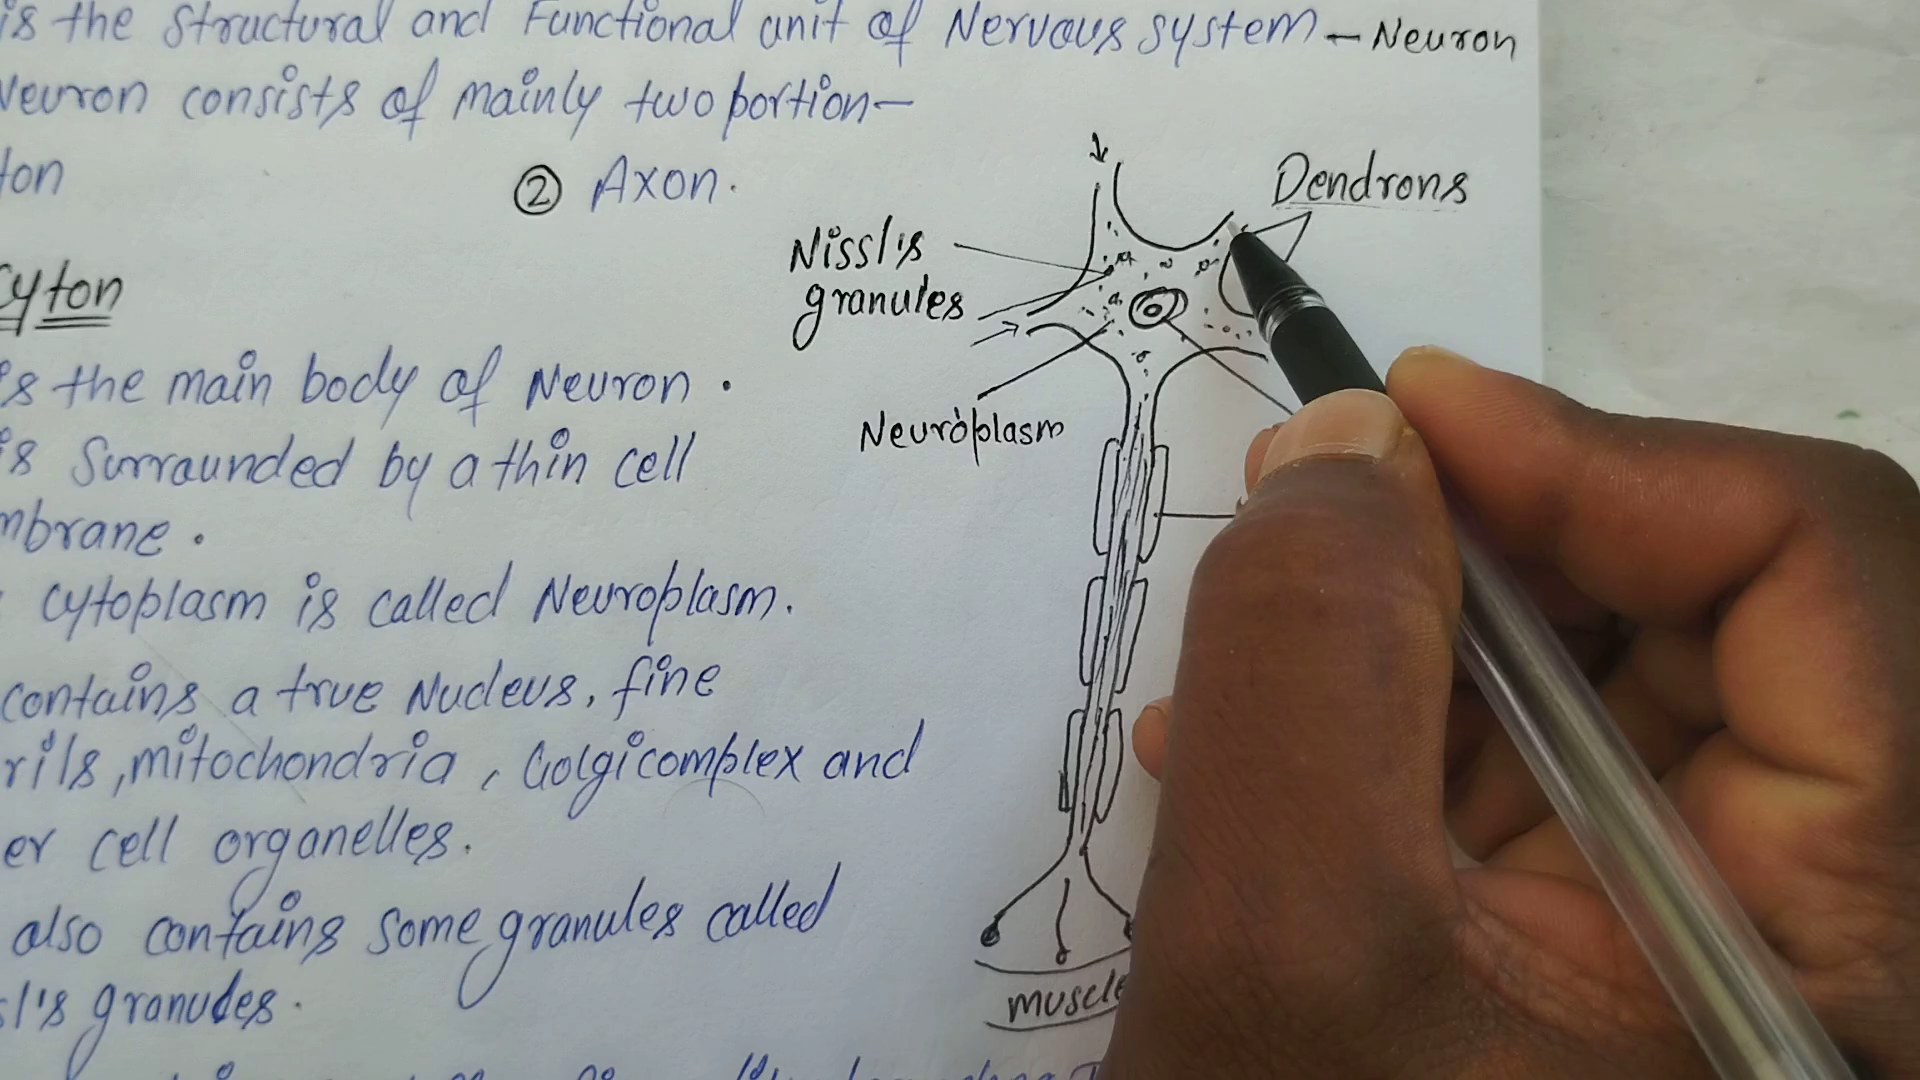 is the structural and Functional unit of Nervous system – Neuron
Neuron consists of mainly two portion –
ton ② Axon.
Dendrons
Nissl's
granules
Cyton
is the main body of Neuron.
Neuroplasm
is Surraunded by a thin cell
mbrane.
cytoplasm is called Neuroplasm.
contains a true Nucleus, fine
rils, mitochondria, Golgicomplex and
er cell organelles.
also contains some granules called
sl's granules.
muscle